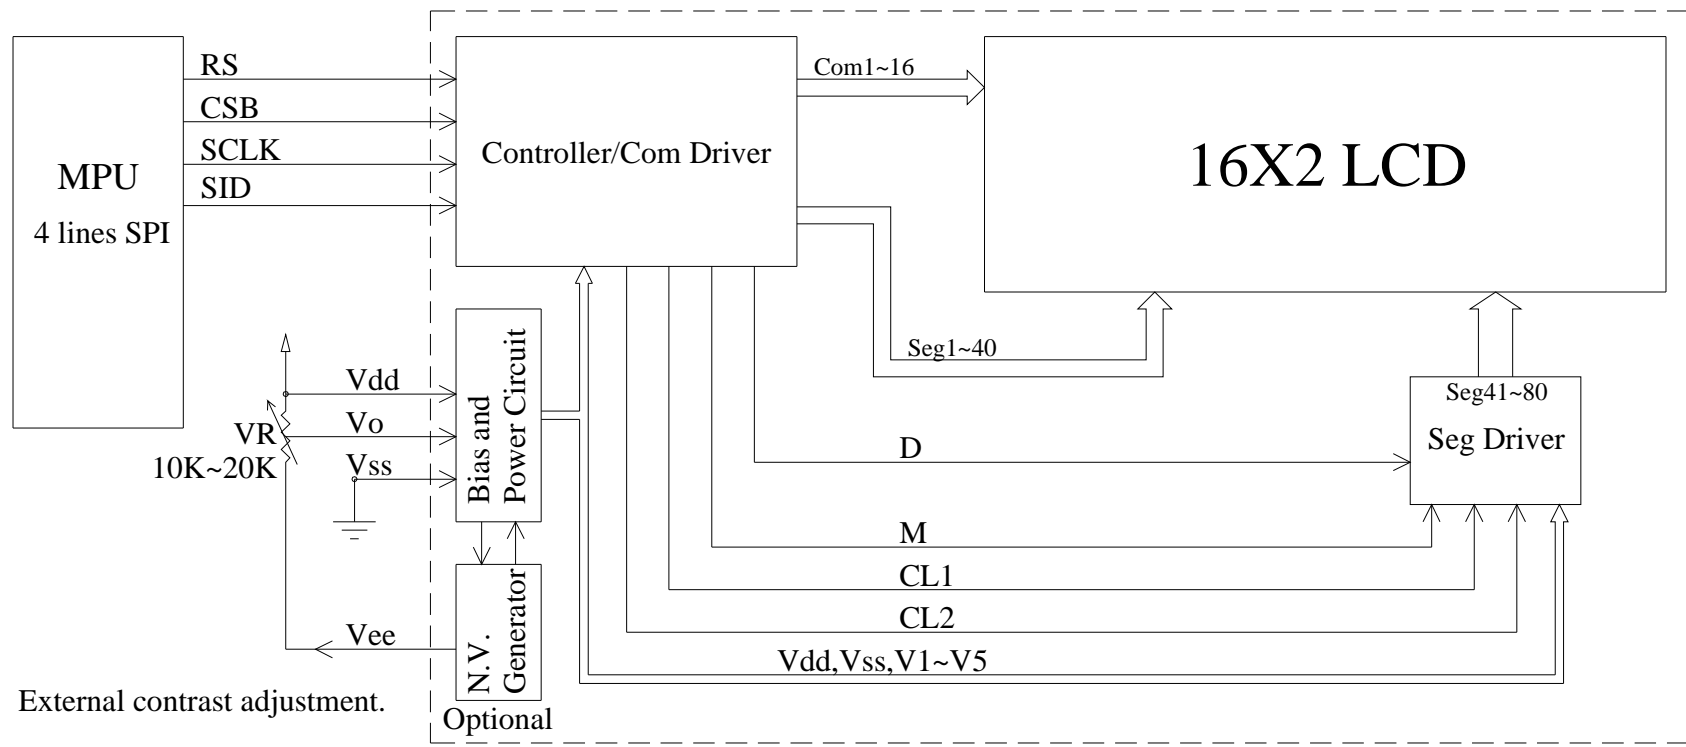 MPU
4 lines SPI
RS
CSB
SCLK
SID
Controller/Com Driver
Com1~16
16X2 LCD
Seg1~40
Seg41~80
Seg Driver
Vdd
Vo
Vss
VR
10K~20K
Bias and
Power Circuit
D
M
CL1
CL2
Vdd,Vss,V1~V5
N.V.
Generator
Vee
Optional
External contrast adjustment.